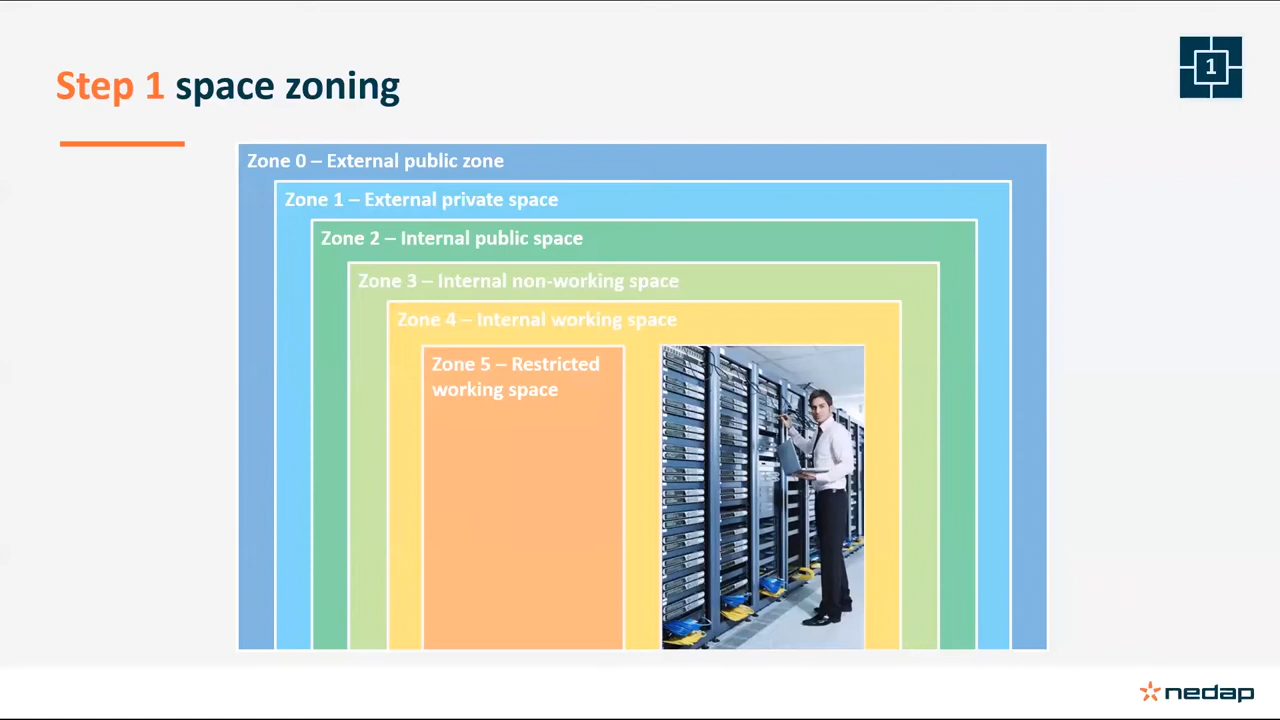 Step 1 space zoning
1
Zone 0 – External public zone
Zone 1 – External private space
Zone 2 – Internal public space
Zone 3 – Internal non-working space
Zone 4 – Internal working space
Zone 5 – Restricted
working space
nedap